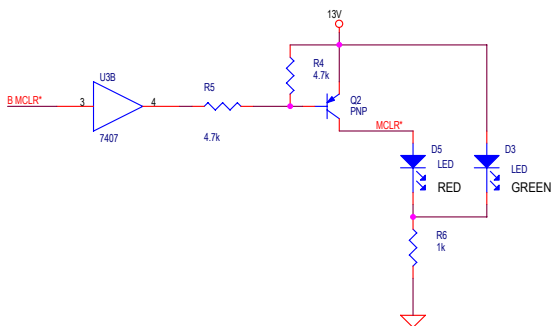 13V
U3B
B MCLR*
3
4
7407
R5
4.7k
R4
4.7k
Q2
PNP
MCLR*
D5
LED
RED
D3
LED
GREEN
R6
1k